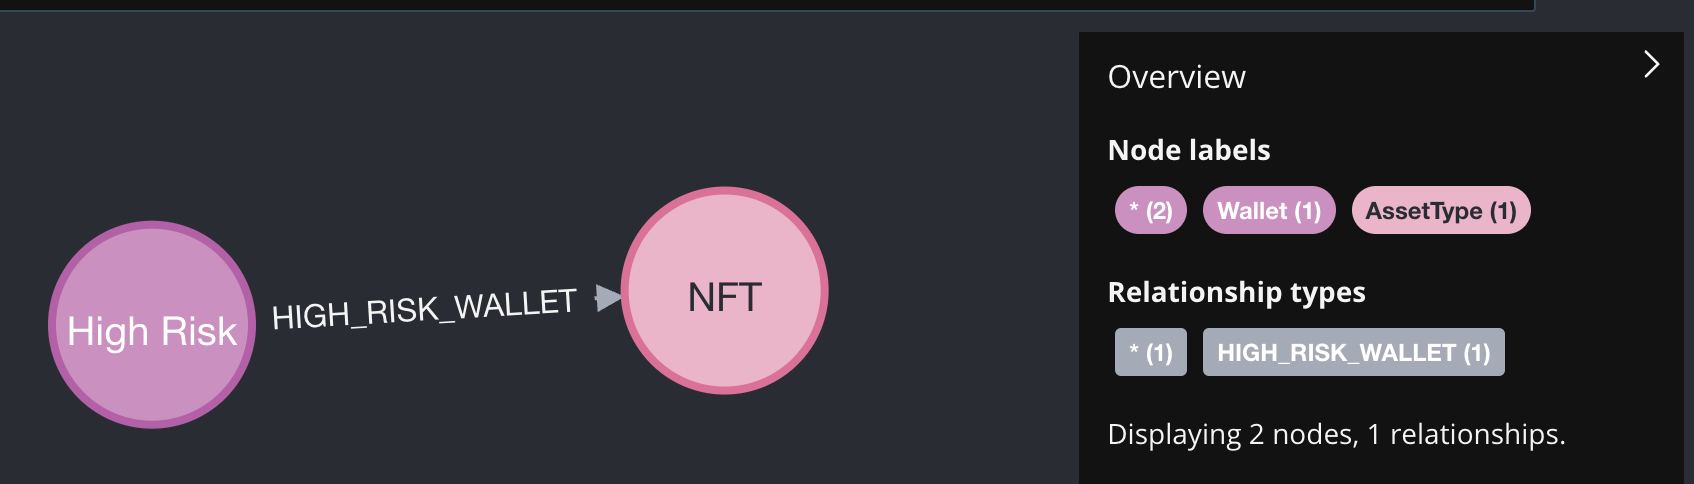 High Risk
HIGH_RISK_WALLET
NFT
Overview
Node labels
* (2) Wallet (1) AssetType (1)
Relationship types
* (1) HIGH_RISK_WALLET (1)
Displaying 2 nodes, 1 relationships.